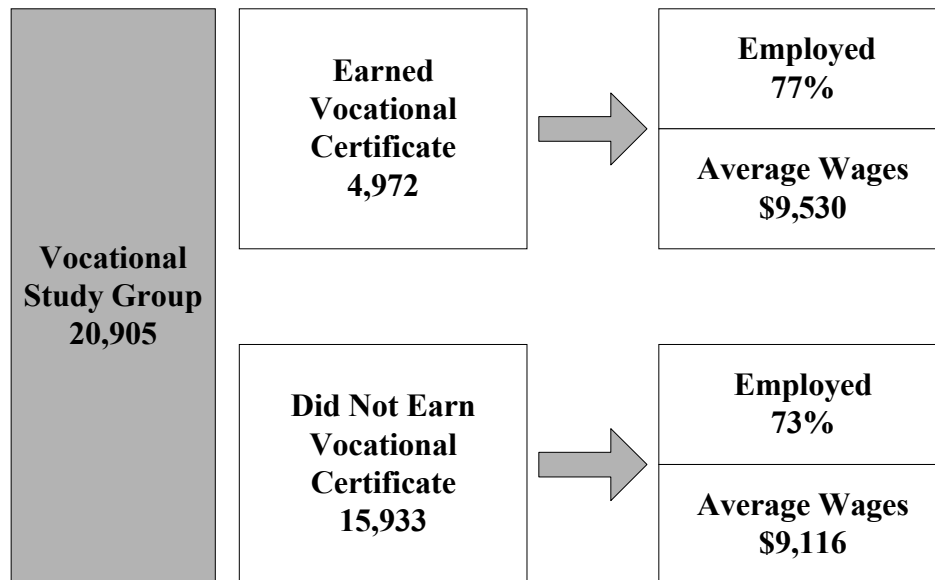 Vocational
Study Group
20,905
Earned
Vocational
Certificate
4,972
Employed
77%
Average Wages
$9,530
Did Not Earn
Vocational
Certificate
15,933
Employed
73%
Average Wages
$9,116